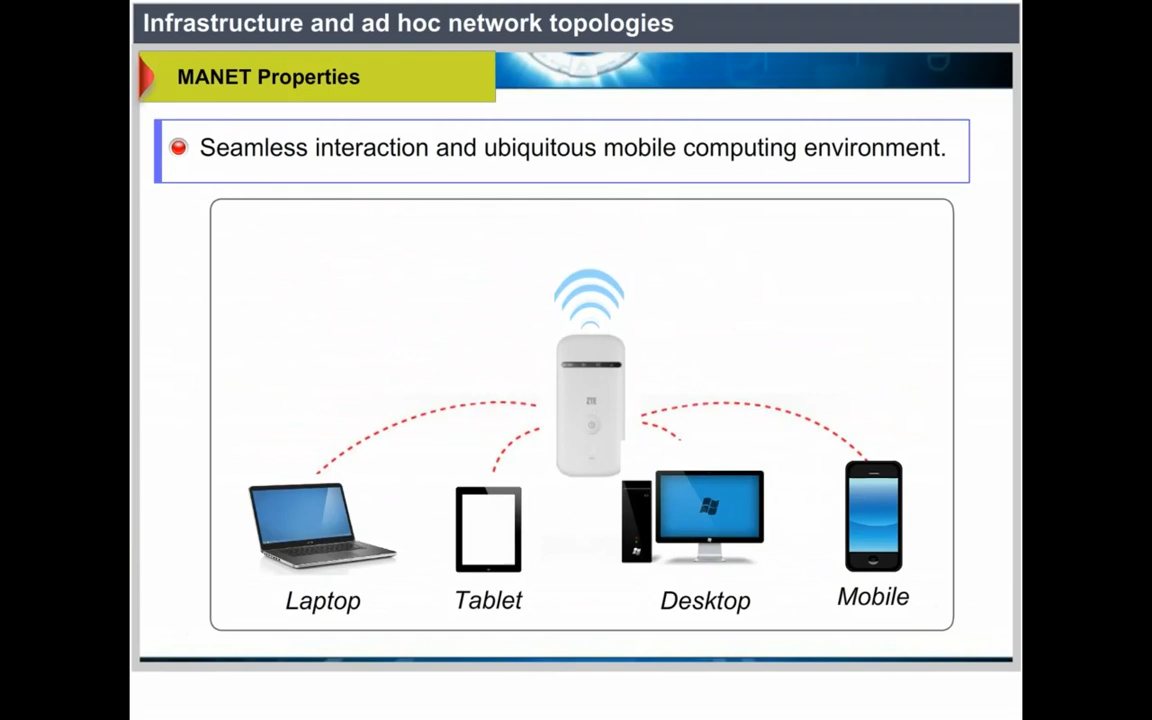 Infrastructure and ad hoc network topologies
MANET Properties
Seamless interaction and ubiquitous mobile computing environment.
ZTE
Laptop
Tablet
Desktop
Mobile